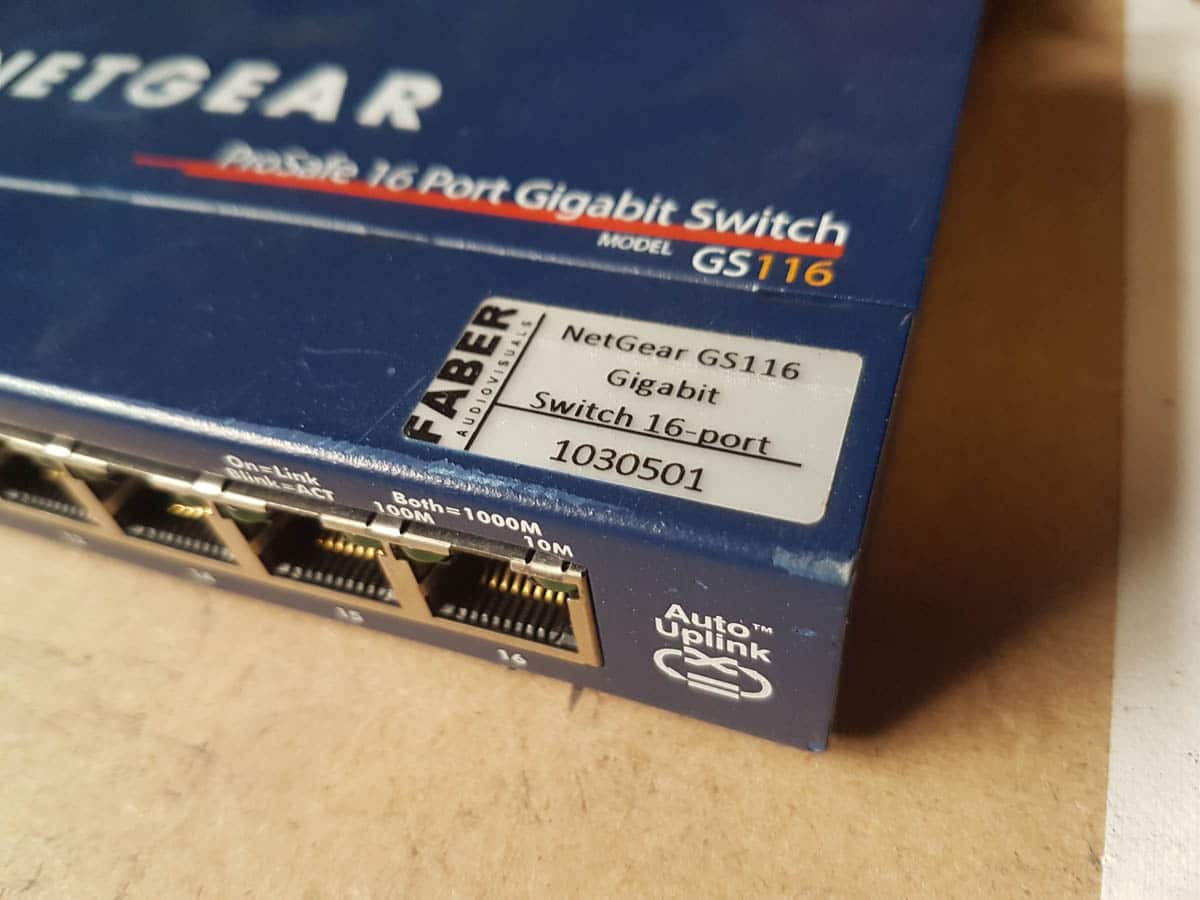 NETGEAR
ProSafe 16 Port Gigabit Switch
MODEL GS116
FABER
AUDIOVISUALS
NetGear GS116
Gigabit
Switch 16-port
1030501
On=Link
Blink=ACT
Both=1000M
100M
10M
15
16
Auto™
Uplink